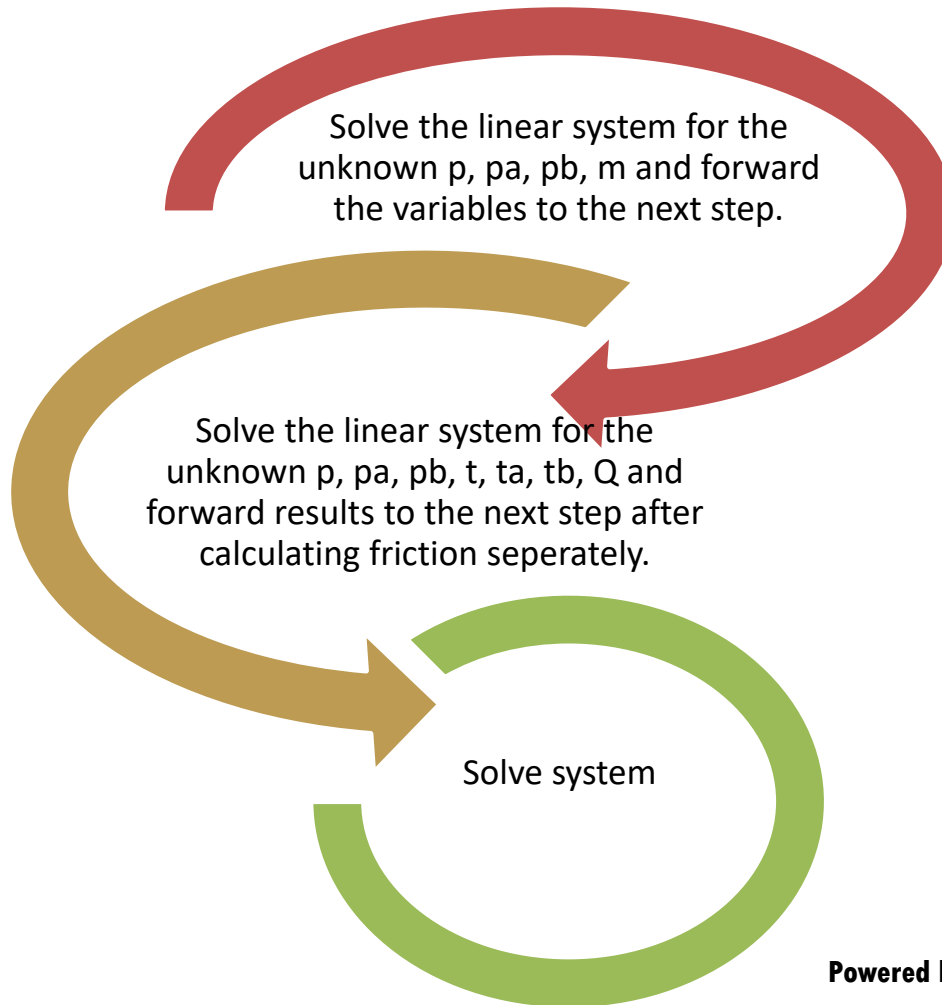 Solve the linear system for the
unknown p, pa, pb, m and forward
the variables to the next step.
Solve the linear system for the
unknown p, pa, pb, t, ta, tb, Q and
forward results to the next step after
calculating friction seperately.
Solve system
Powered